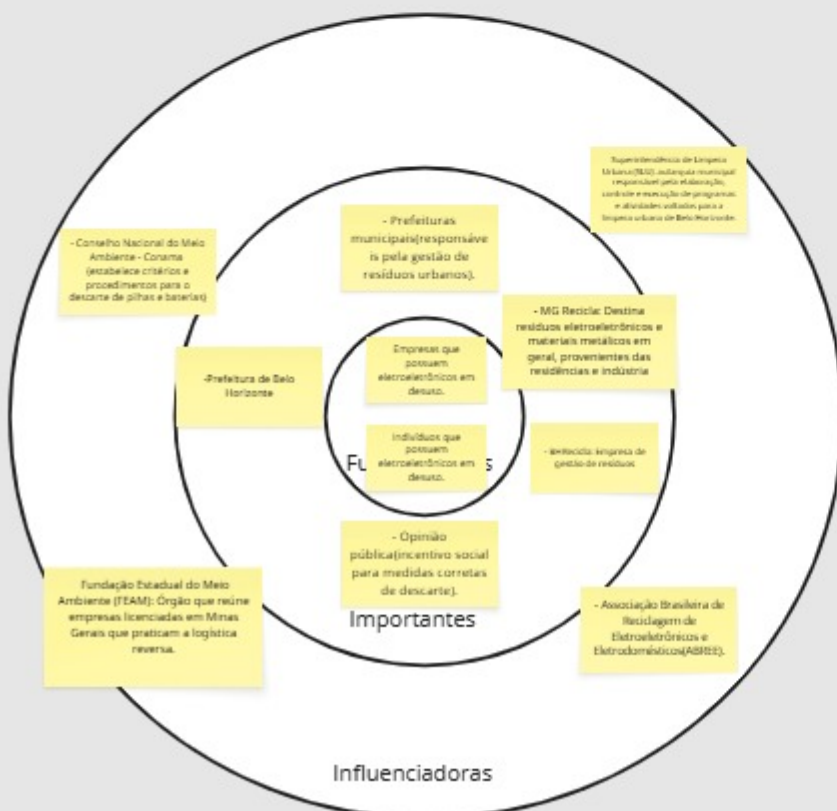 Superintendência de Limpeza
Urbana(SLU): autarquia municipal
responsável pela elaboração,
controle e execução de programas
e atividades voltados para a
limpeza urbana de Belo Horizonte.
- Prefeituras
municipais(responsáve
is pela gestão de
resíduos urbanos).
- Conselho Nacional do Meio
Ambiente - Conama
(estabelece critérios e
procedimentos para o
descarte de pilhas e baterias)
- MG Recicla: Destina
resíduos eletroeletrônicos e
materiais metálicos em
geral, provenientes das
residências e indústria
-Prefeitura de Belo
Horizonte
Empresas que
possuem
eletroeletrônicos em
desuso.
Indivíduos que
possuem
eletroeletrônicos em
desuso.
Fu s
Empresa de
gestão de resíduos
- Opinião
pública(incentivo social
para medidas corretas
de descarte).
Importantes
Fundação Estadual do Meio
Ambiente (FEAM): Órgão que reúne
empresas licenciadas em Minas
Gerais que praticam a logística
reversa.
- Associação Brasileira de
Reciclagem de
Eletroeletrônicos e
Eletrodomésticos(ABREE).
Influenciadoras